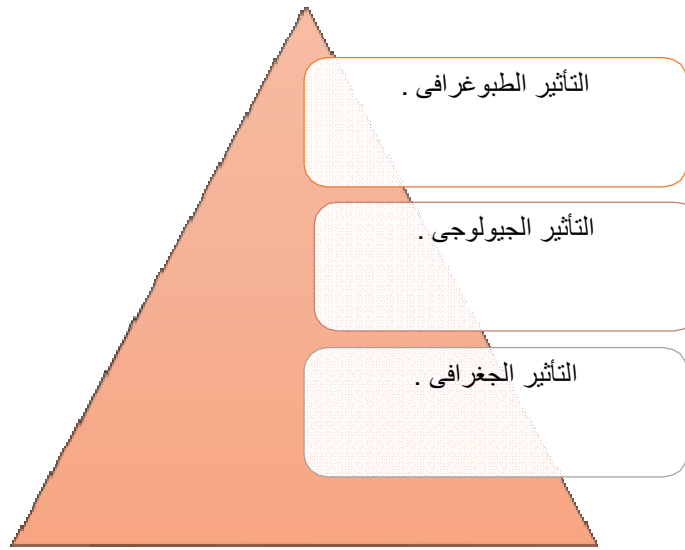 التأثير الطبوغرافى .
التأثير الجيولوجى .
التأثير الجغرافى .